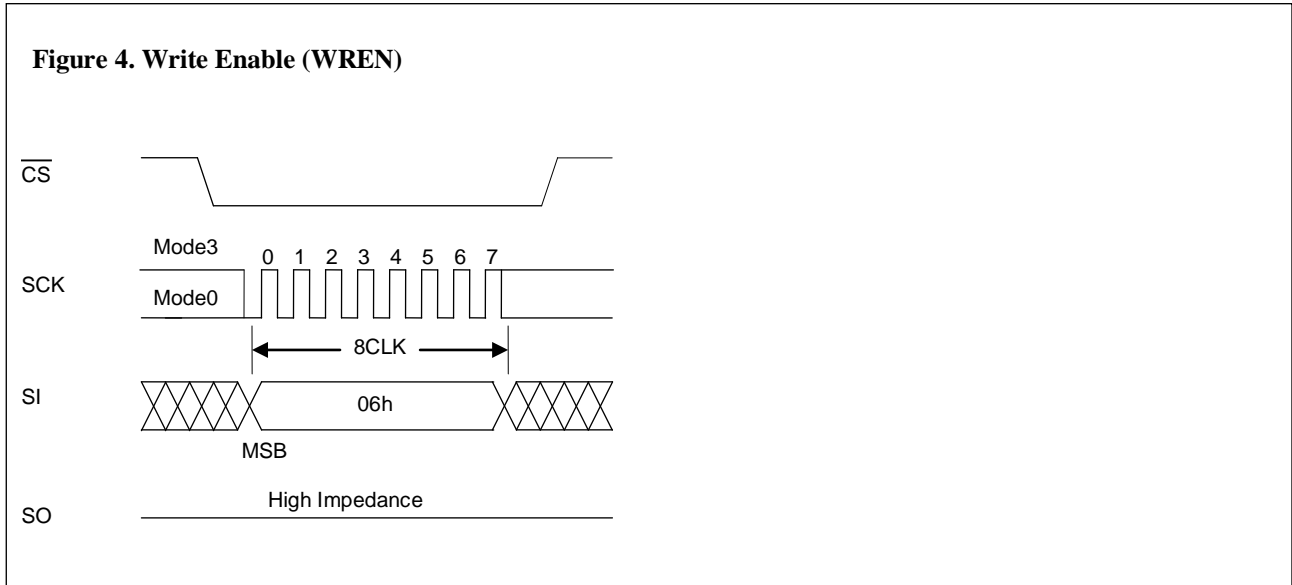 Figure 4. Write Enable (WREN)
CS
Mode3
0 1 2 3 4 5 6 7
SCK
Mode0
8CLK
SI
06h
MSB
High Impedance
SO